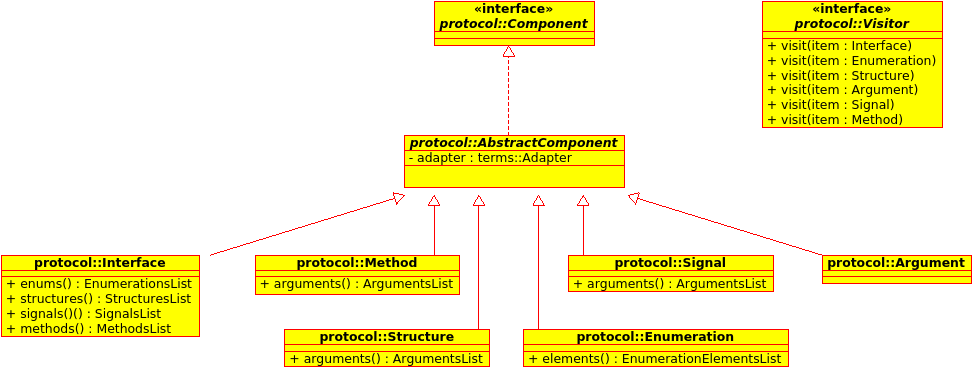 «interface»
protocol::Component
«interface»
protocol::Visitor
+ visit(item : Interface)
+ visit(item : Enumeration)
+ visit(item : Structure)
+ visit(item : Argument)
+ visit(item : Signal)
+ visit(item : Method)
protocol::AbstractComponent
- adapter : terms::Adapter
protocol::Interface
+ enums() : EnumerationsList
+ structures() : StructuresList
+ signals()() : SignalsList
+ methods() : MethodsList
protocol::Method
+ arguments() : ArgumentsList
protocol::Signal
+ arguments() : ArgumentsList
protocol::Argument
protocol::Structure
+ arguments() : ArgumentsList
protocol::Enumeration
+ elements() : EnumerationElementsList